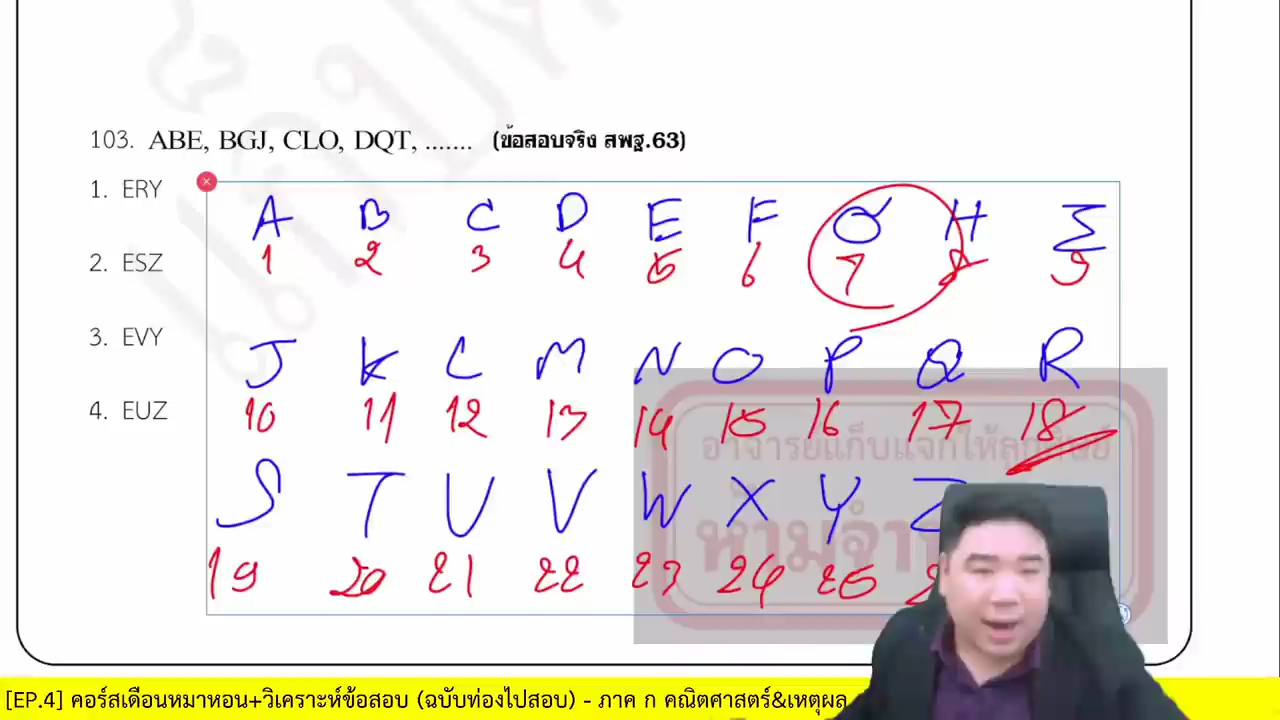 103. ABE, BGJ, CLO, DQT, ....... (ข้อสอบจริง สพฐ.63)
1. ERY
2. ESZ
3. EVY
4. EUZ
A B C D E F G H I
1 2 3 4 5 6 7 8 9
J K L M N O P Q R
10 11 12 13 14 15 16 17 18
อาจารย์แก๊บแจกให้ลูกศิษย์
S T U V W X Y Z
ห้ามจำ
19 20 21 22 23 24 25
[EP.4] คอร์สเดือนหมาหอน+วิเคราะห์ข้อสอบ (ฉบับท่องไปสอบ) - ภาค ก คณิตศาสตร์&เหตุผล